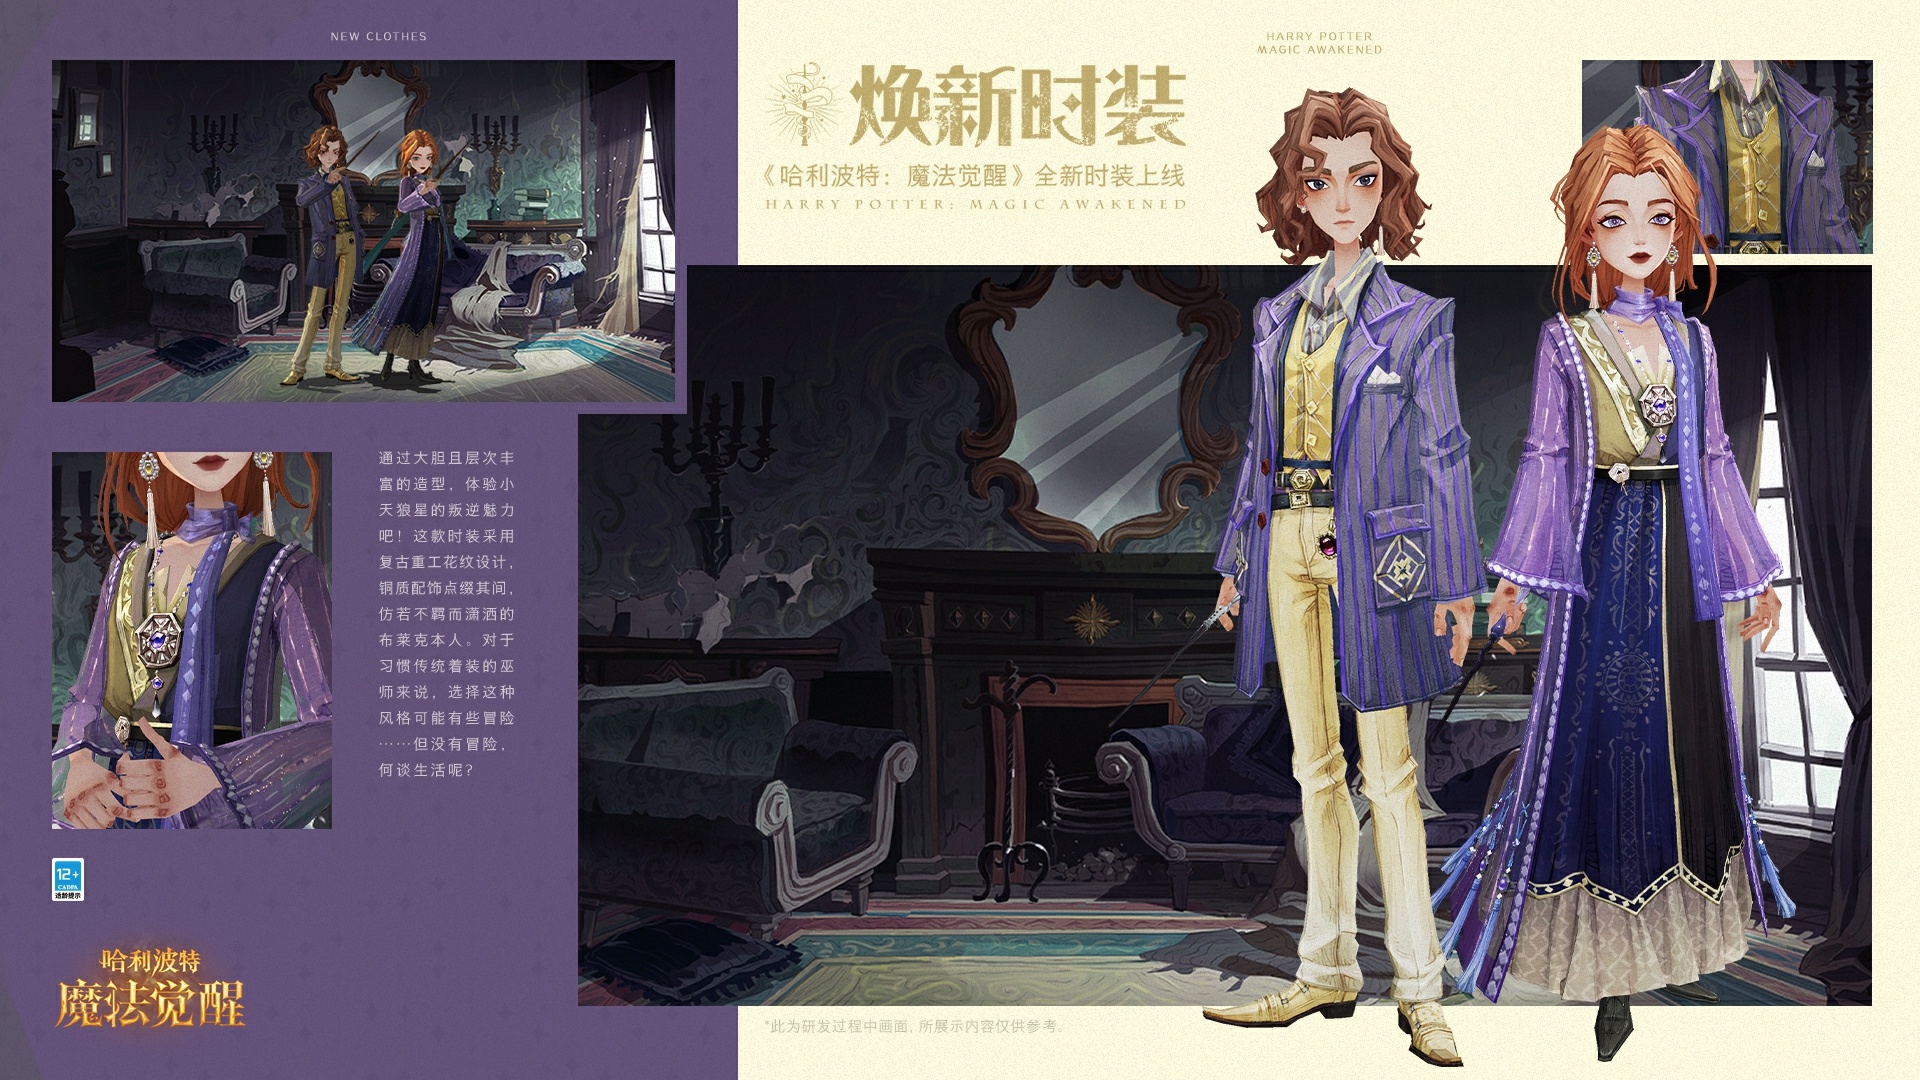 NEW CLOTHES
HARRY POTTER
MAGIC AWAKENED
焕新时装
《哈利波特：魔法觉醒》全新时装上线
HARRY POTTER: MAGIC AWAKENED
通过大胆且层次丰
富的造型，体验小
天狼星的叛逆魅力
吧！这款时装采用
复古重工花纹设计，
铜质配饰点缀其间，
仿若不羁而潇洒的
布莱克本人。对于
习惯传统着装的巫
师来说，选择这种
风格可能有些冒险
……但没有冒险，
何谈生活呢？
12+
CADPA
适龄提示
哈利波特
魔法觉醒
*此为研发过程中画面，所展示内容仅供参考。